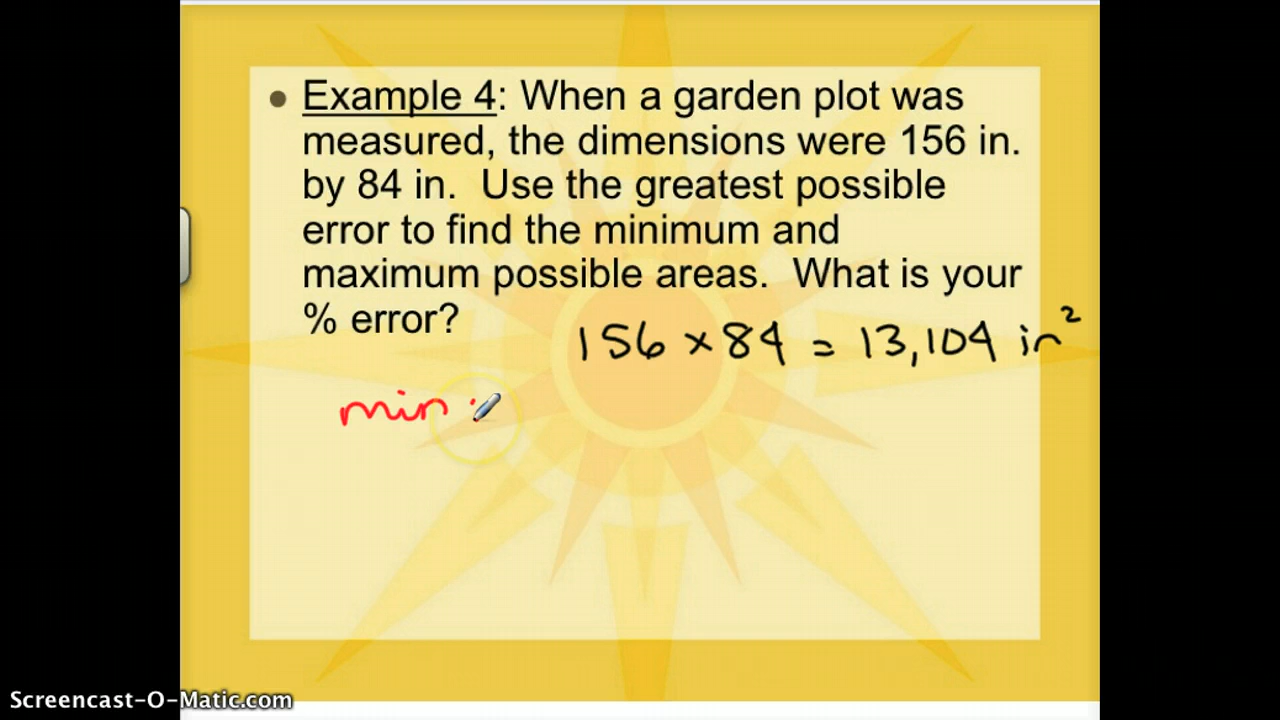 • Example 4: When a garden plot was
measured, the dimensions were 156 in.
by 84 in. Use the greatest possible
error to find the minimum and
maximum possible areas. What is your
% error?
156 × 84 = 13,104 in²
min :
Screencast-O-Matic.com